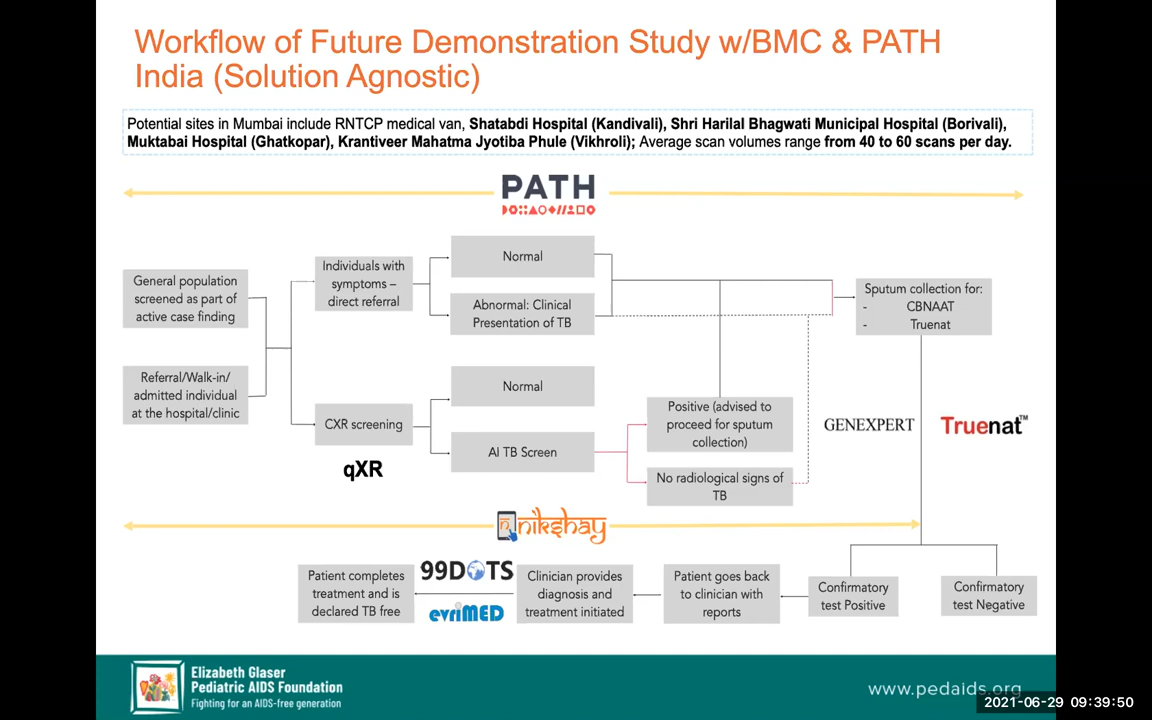 Workflow of Future Demonstration Study w/BMC & PATH
India (Solution Agnostic)
Potential sites in Mumbai include RNTCP medical van, Shatabdi Hospital (Kandivali), Shri Harilal Bhagwati Municipal Hospital (Borivali),
Muktabai Hospital (Ghatkopar), Krantiveer Mahatma Jyotiba Phule (Vikhroli); Average scan volumes range from 40 to 60 scans per day.
PATH
General population
screened as part of
active case finding
Referral/Walk-in/
admitted individual
at the hospital/clinic
Individuals with
symptoms –
direct referral
CXR screening
qXR
Normal
Abnormal: Clinical
Presentation of TB
Normal
AI TB Screen
Positive (advised to
proceed for sputum
collection)
No radiological signs of
TB
Sputum collection for:
- CBNAAT
- Truenat
GENEXPERT
Truenat™
nikshay
Patient completes
treatment and is
declared TB free
99DOTS
evriMED
Clinician provides
diagnosis and
treatment initiated
Patient goes back
to clinician with
reports
Confirmatory
test Positive
Confirmatory
test Negative
Elizabeth Glaser
Pediatric AIDS Foundation
Fighting for an AIDS-free generation
www.pedaids.org
2021-06-29 09:39:50